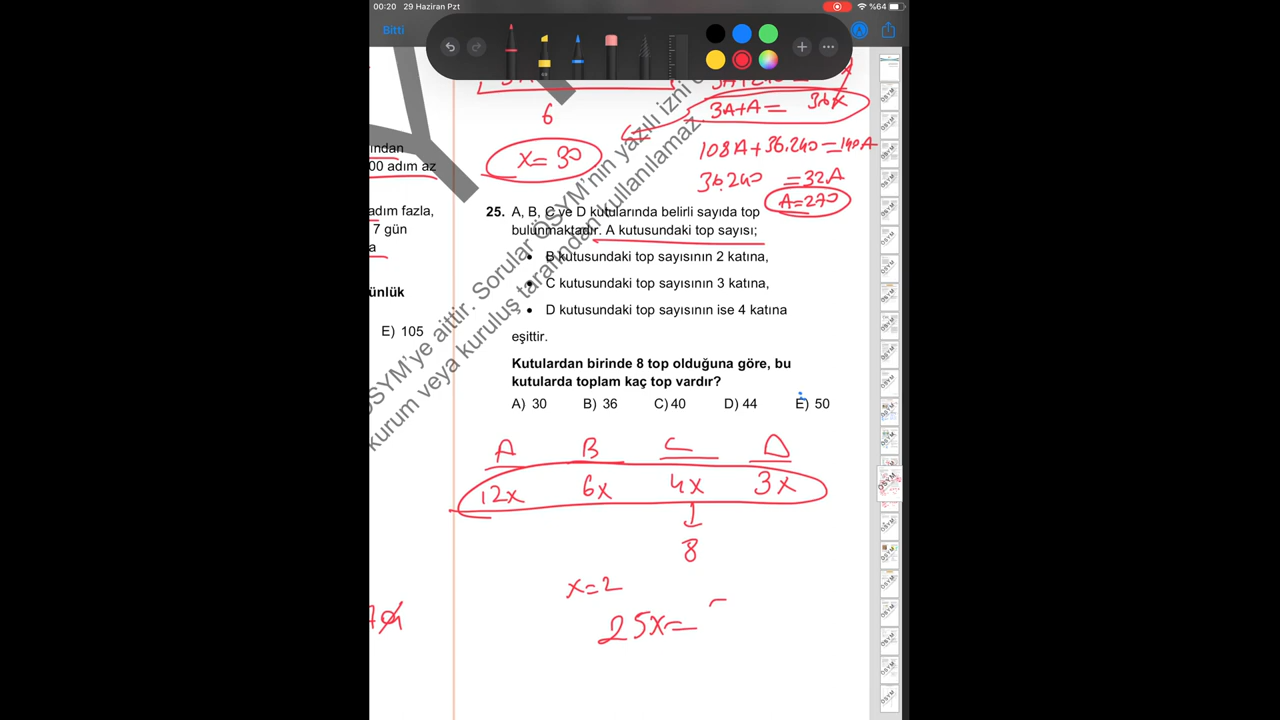 00:20 29 Haziran Pzt
%64
Bitti
6
3A+A = 36x
x=30
108A+36.240=140A
36.240 =32A
A=270
ından
00 adım az
adım fazla,
7 gün
a
ünlük
E) 105
25. A, B, C ve D kutularında belirli sayıda top
bulunmaktadır. A kutusundaki top sayısı;
• B kutusundaki top sayısının 2 katına,
• C kutusundaki top sayısının 3 katına,
• D kutusundaki top sayısının ise 4 katına
eşittir.
Kutulardan birinde 8 top olduğuna göre, bu
kutularda toplam kaç top vardır?
A) 30 B) 36 C) 40 D) 44 E) 50
A B C D
12x 6x 4x 3x
8
x=2
25x=
ÖSYM'ye aittir. Sorular ÖSYM'nin yazılı izni
kurum veya kuruluş tarafından kullanılamaz